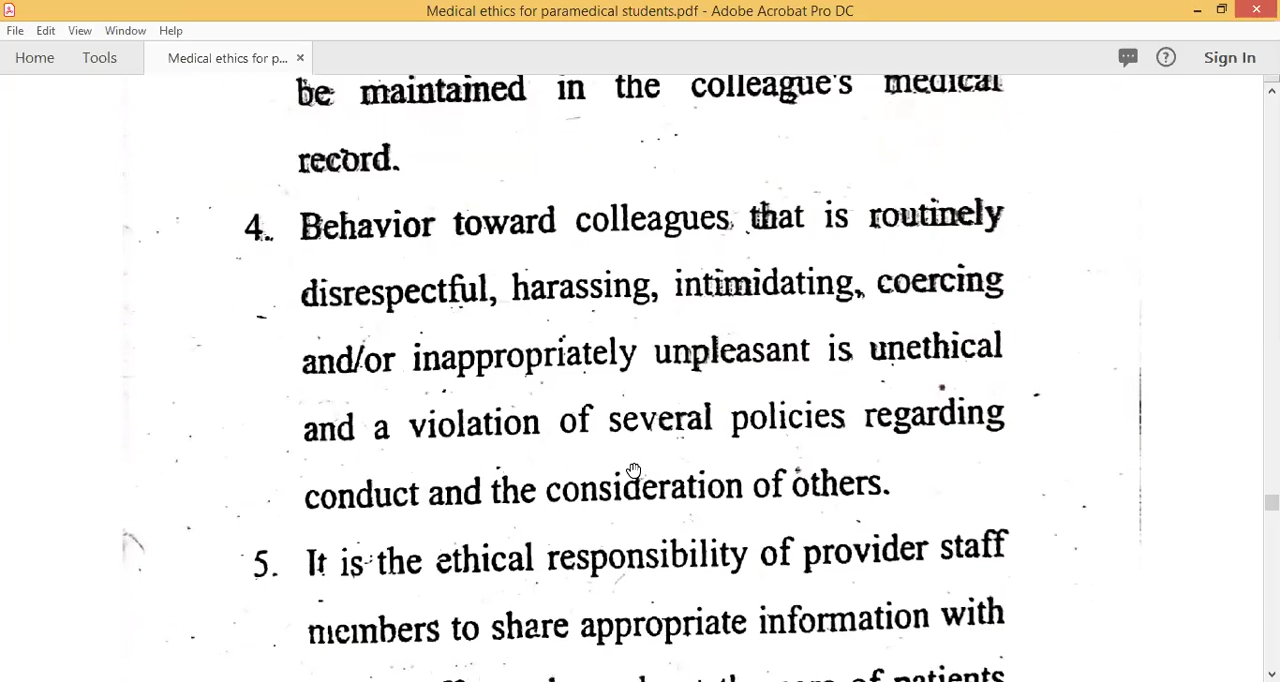 Medical ethics for paramedical students.pdf - Adobe Acrobat Pro DC
File Edit View Window Help
Home Tools Medical ethics for p... × Sign In
be maintained in the colleague's medical
record.
4. Behavior toward colleagues that is routinely
disrespectful, harassing, intimidating, coercing
and/or inappropriately unpleasant is unethical
and a violation of several policies regarding
conduct and the consideration of others.
5. It is the ethical responsibility of provider staff
members to share appropriate information with
of patients